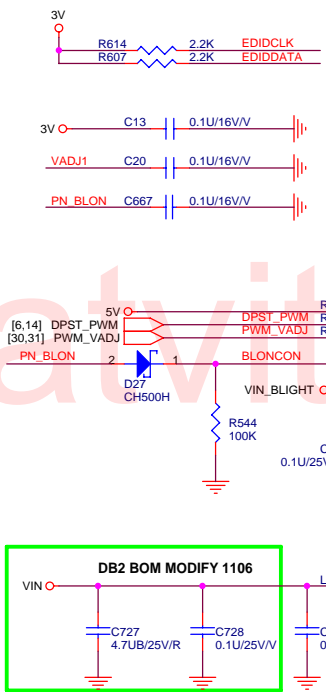 3V
R614 2.2K EDIDCLK
R607 2.2K EDIDDATA
3V C13 0.1U/16V/V
VADJ1 C20 0.1U/16V/V
PN_BLON C667 0.1U/16V/V
5V R
[6,14] DPST_PWM DPST_PWM R
[30,31] PWM_VADJ PWM_VADJ R
PN_BLON 2 1 BLONCON
D27
CH500H
VIN_BLIGHT
R544
100K
C
0.1U/25V
DB2 BOM MODIFY 1106
VIN L
C727 C728 C
4.7UB/25V/R 0.1U/25V/V 0
atvit